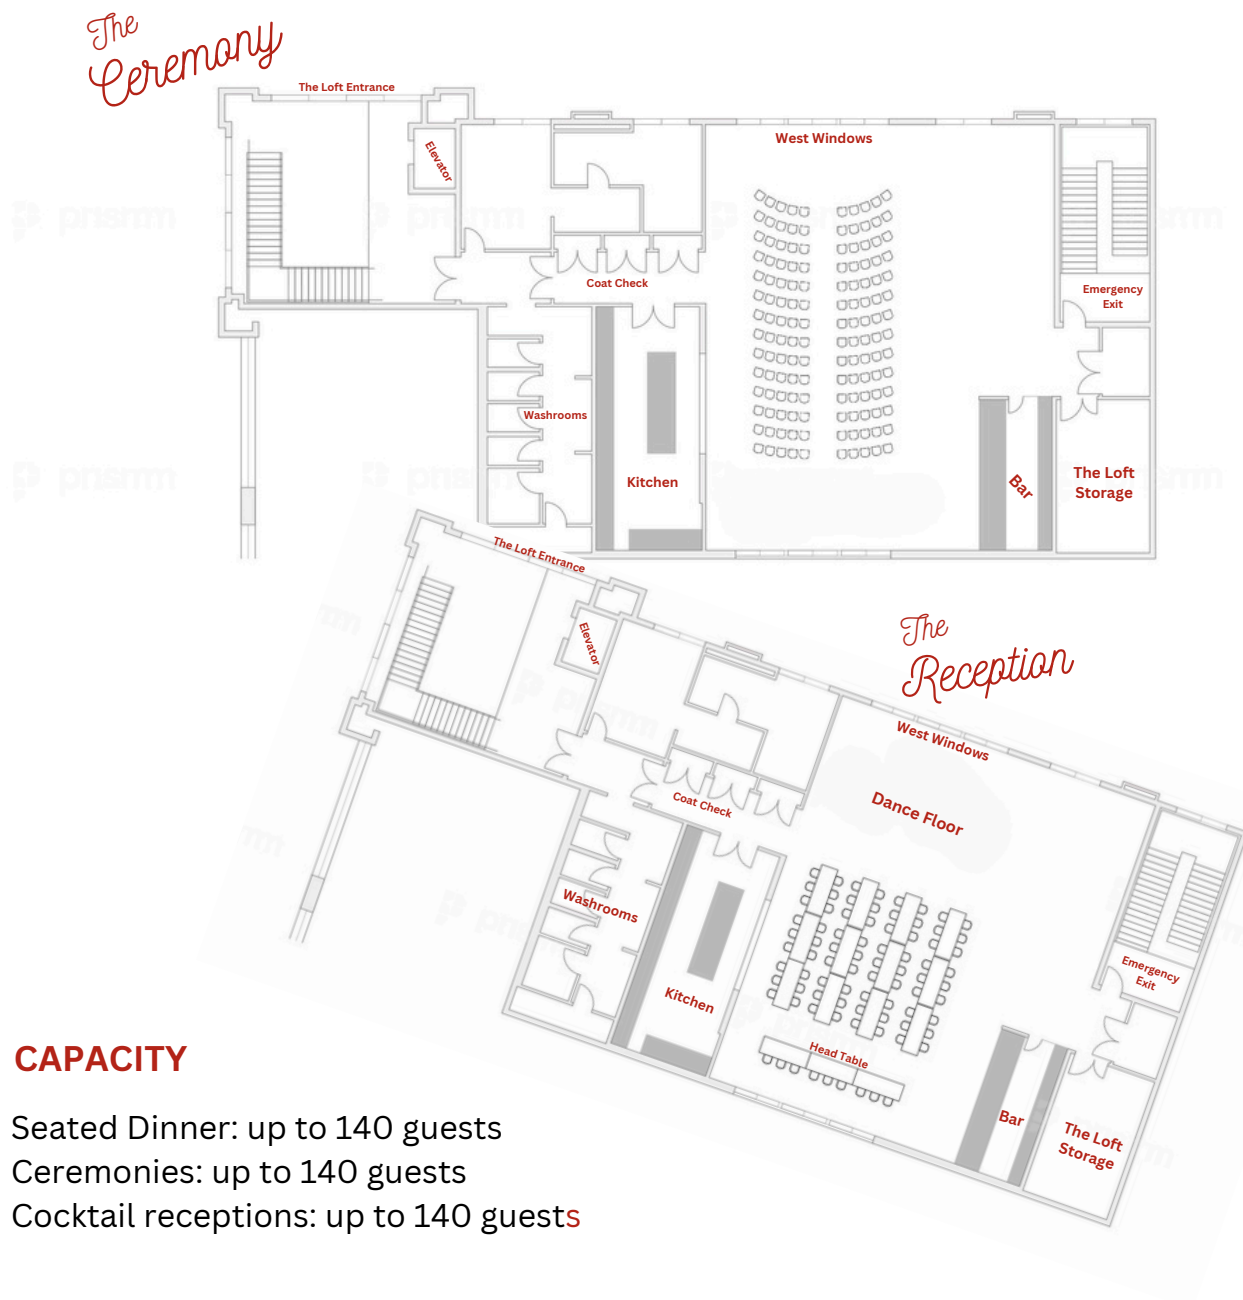 The
Ceremony
The Loft Entrance
Elevator
West Windows
Coat Check
Emergency
Exit
Washrooms
Kitchen
Bar
The Loft
Storage
The Loft Entrance
Elevator
The
Reception
West Windows
Coat Check
Dance Floor
Washrooms
Kitchen
Emergency
Exit
Head Table
Bar
The Loft
Storage
CAPACITY
Seated Dinner: up to 140 guests
Ceremonies: up to 140 guests
Cocktail receptions: up to 140 guests